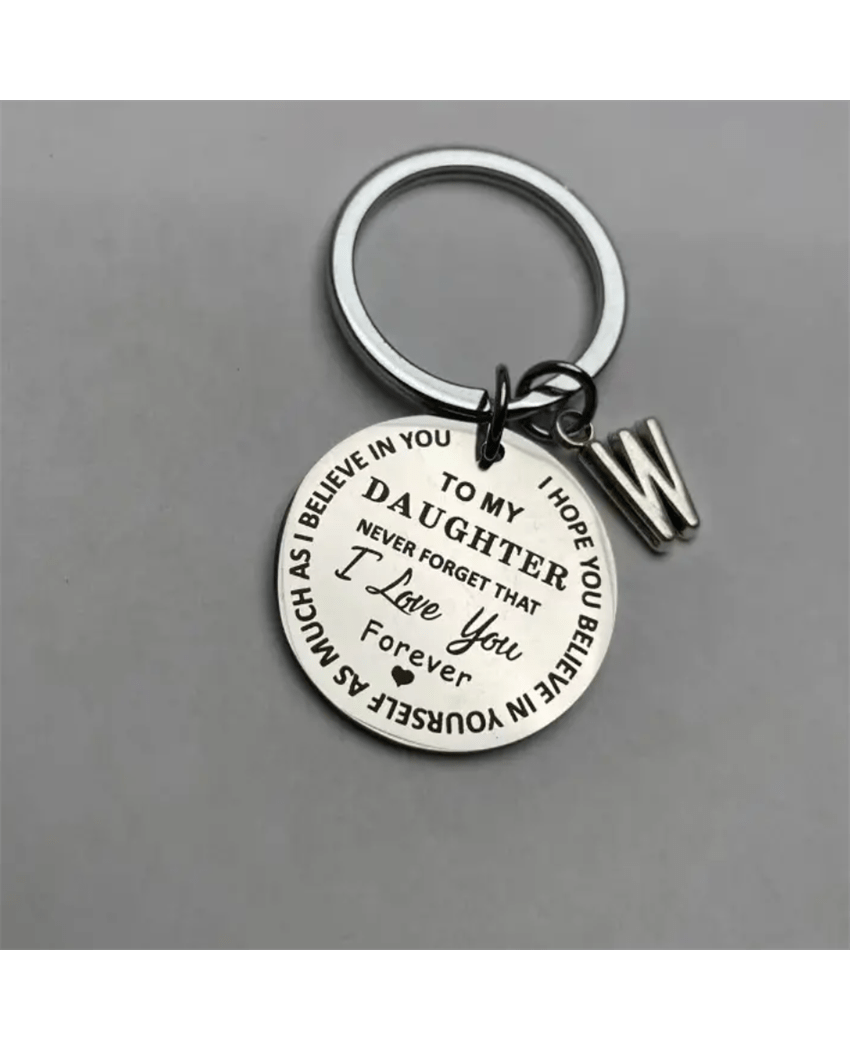 TO MY
DAUGHTER
NEVER FORGET THAT
I Love You
Forever
I HOPE YOU BELIEVE IN YOURSELF AS MUCH AS I BELIEVE IN YOU
W